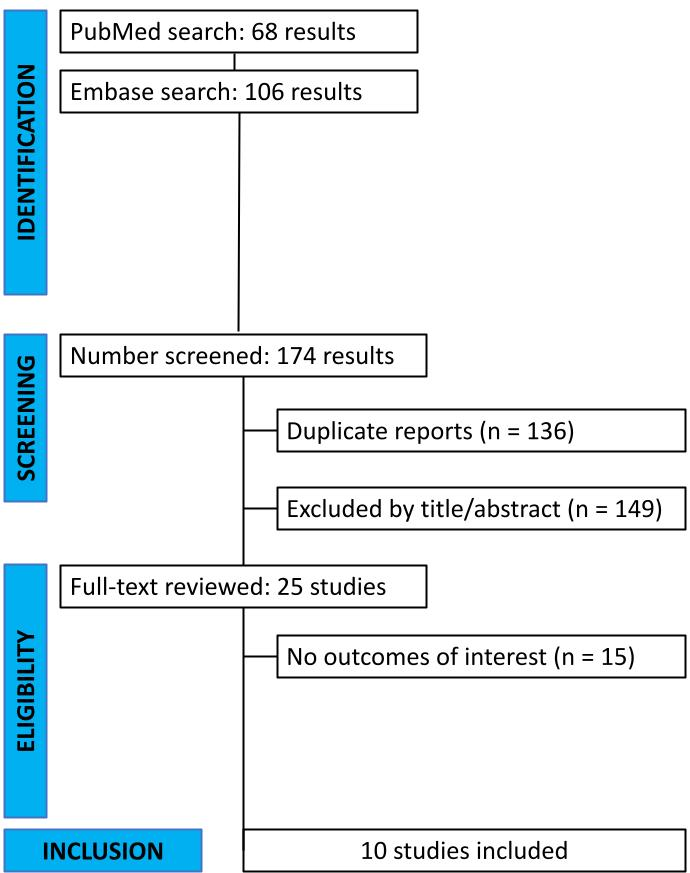 IDENTIFICATION
PubMed search: 68 results
Embase search: 106 results
SCREENING
Number screened: 174 results
Duplicate reports (n = 136)
Excluded by title/abstract (n = 149)
ELIGIBILITY
Full-text reviewed: 25 studies
No outcomes of interest (n = 15)
INCLUSION
10 studies included